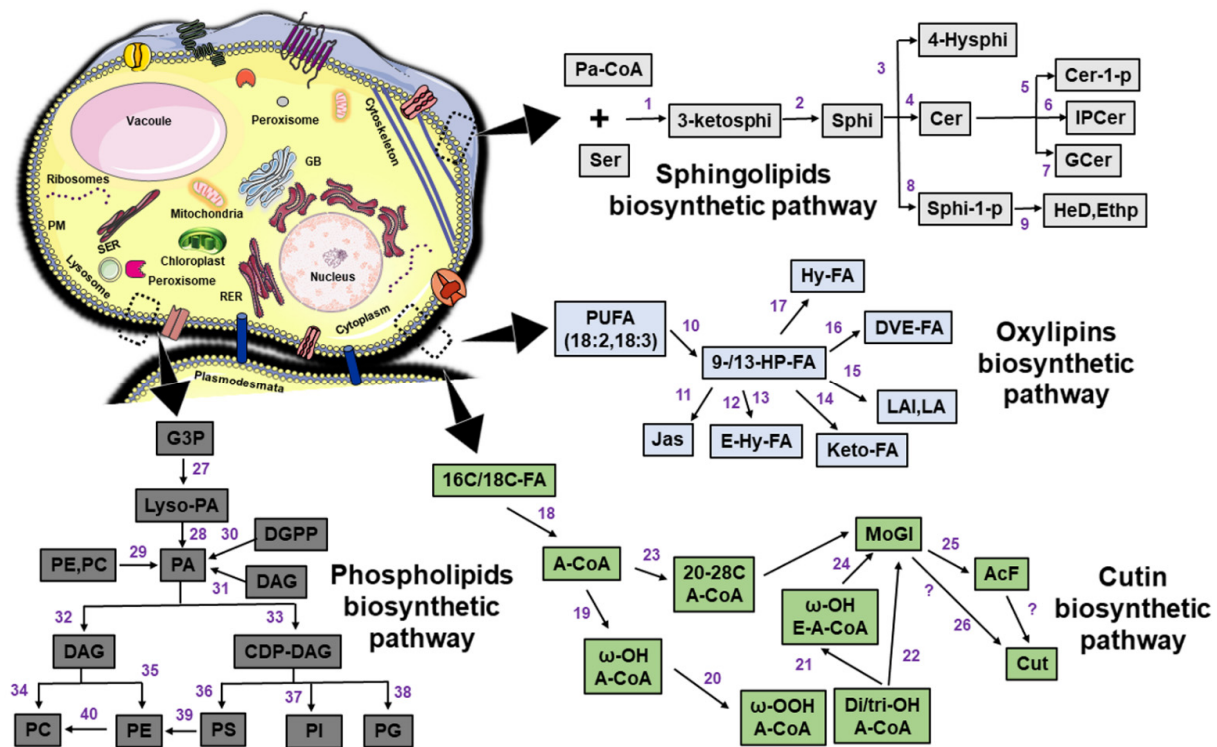 Vacoule
Peroxisome
Cytoskeleton
Ribosomes
GB
Mitochondria
PM
SER
Chloroplast
Nucleus
Lysosome
Peroxisome
RER
Cytoplasm
Plasmodesmata
Pa-CoA
+
Ser
1
3-ketosphi
2
Sphi
3
4-Hysphi
4
Cer
5
Cer-1-p
6
IPCer
7
GCer
8
Sphi-1-p
9
HeD,Ethp
Sphingolipids
biosynthetic pathway
PUFA
(18:2,18:3)
10
9-/13-HP-FA
17
Hy-FA
16
DVE-FA
15
LAI,LA
14
Keto-FA
12
13
E-Hy-FA
11
Jas
Oxylipins
biosynthetic
pathway
G3P
27
Lyso-PA
28
30
DGPP
PE,PC
29
PA
31
DAG
32
33
DAG
CDP-DAG
34
35
36
37
38
PC
40
PE
39
PS
PI
PG
Phospholipids
biosynthetic
pathway
16C/18C-FA
18
A-CoA
23
20-28C
A-CoA
19
ω-OH
A-CoA
20
ω-OOH
A-CoA
MoGl
24
ω-OH
E-A-CoA
21
22
Di/tri-OH
A-CoA
25
AcF
?
?
26
Cut
Cutin
biosynthetic
pathway